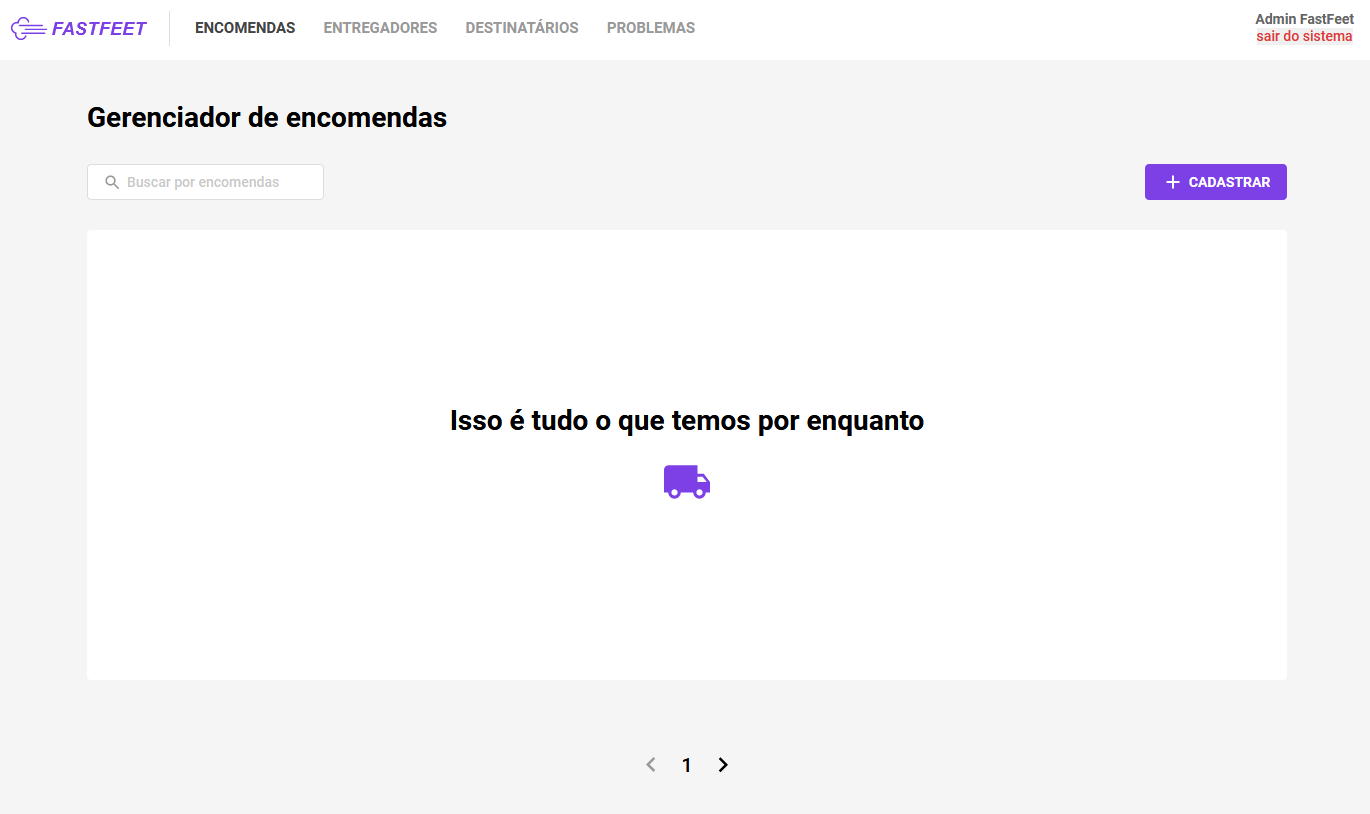 FASTFEET
ENCOMENDAS ENTREGADORES DESTINATÁRIOS PROBLEMAS
Admin FastFeet
sair do sistema
Gerenciador de encomendas
Buscar por encomendas
CADASTRAR
Isso é tudo o que temos por enquanto
1